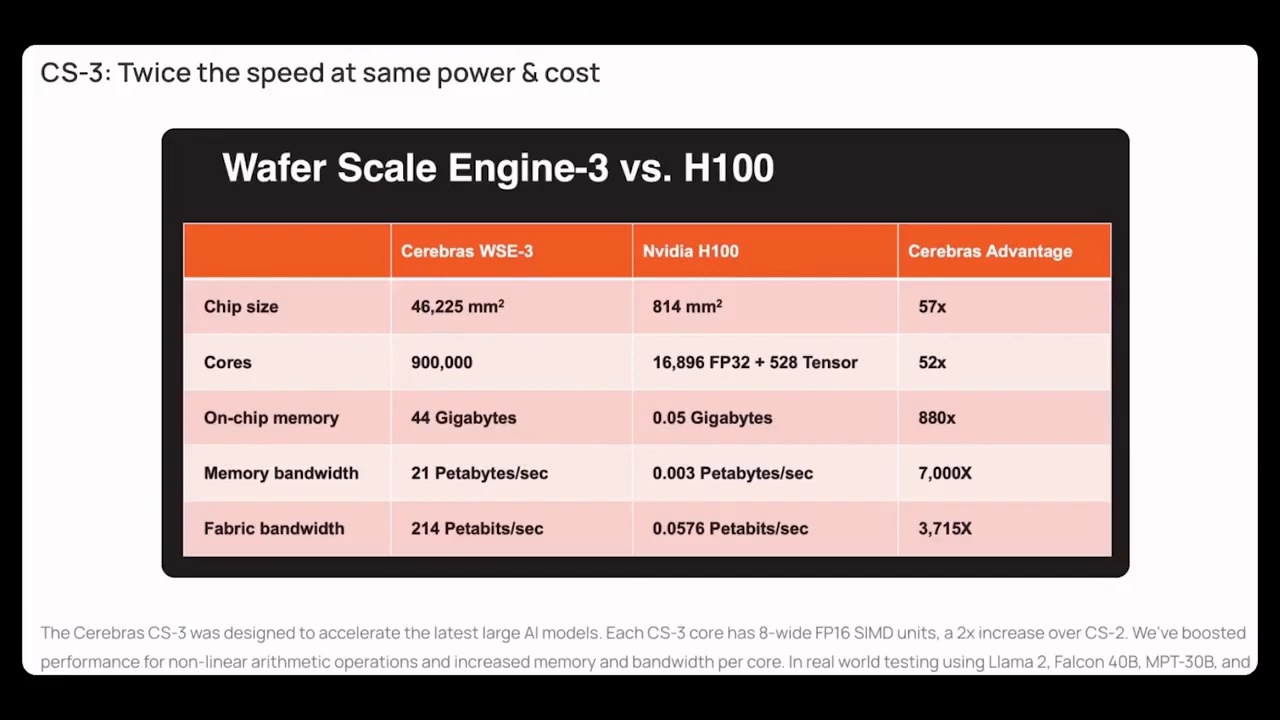 CS-3: Twice the speed at same power & cost
Wafer Scale Engine-3 vs. H100
Cerebras WSE-3 Nvidia H100 Cerebras Advantage
Chip size 46,225 mm² 814 mm² 57x
Cores 900,000 16,896 FP32 + 528 Tensor 52x
On-chip memory 44 Gigabytes 0.05 Gigabytes 880x
Memory bandwidth 21 Petabytes/sec 0.003 Petabytes/sec 7,000X
Fabric bandwidth 214 Petabits/sec 0.0576 Petabits/sec 3,715X
The Cerebras CS-3 was designed to accelerate the latest large AI models. Each CS-3 core has 8-wide FP16 SIMD units, a 2x increase over CS-2. We've boosted
performance for non-linear arithmetic operations and increased memory and bandwidth per core. In real world testing using Llama 2, Falcon 40B, MPT-30B, and